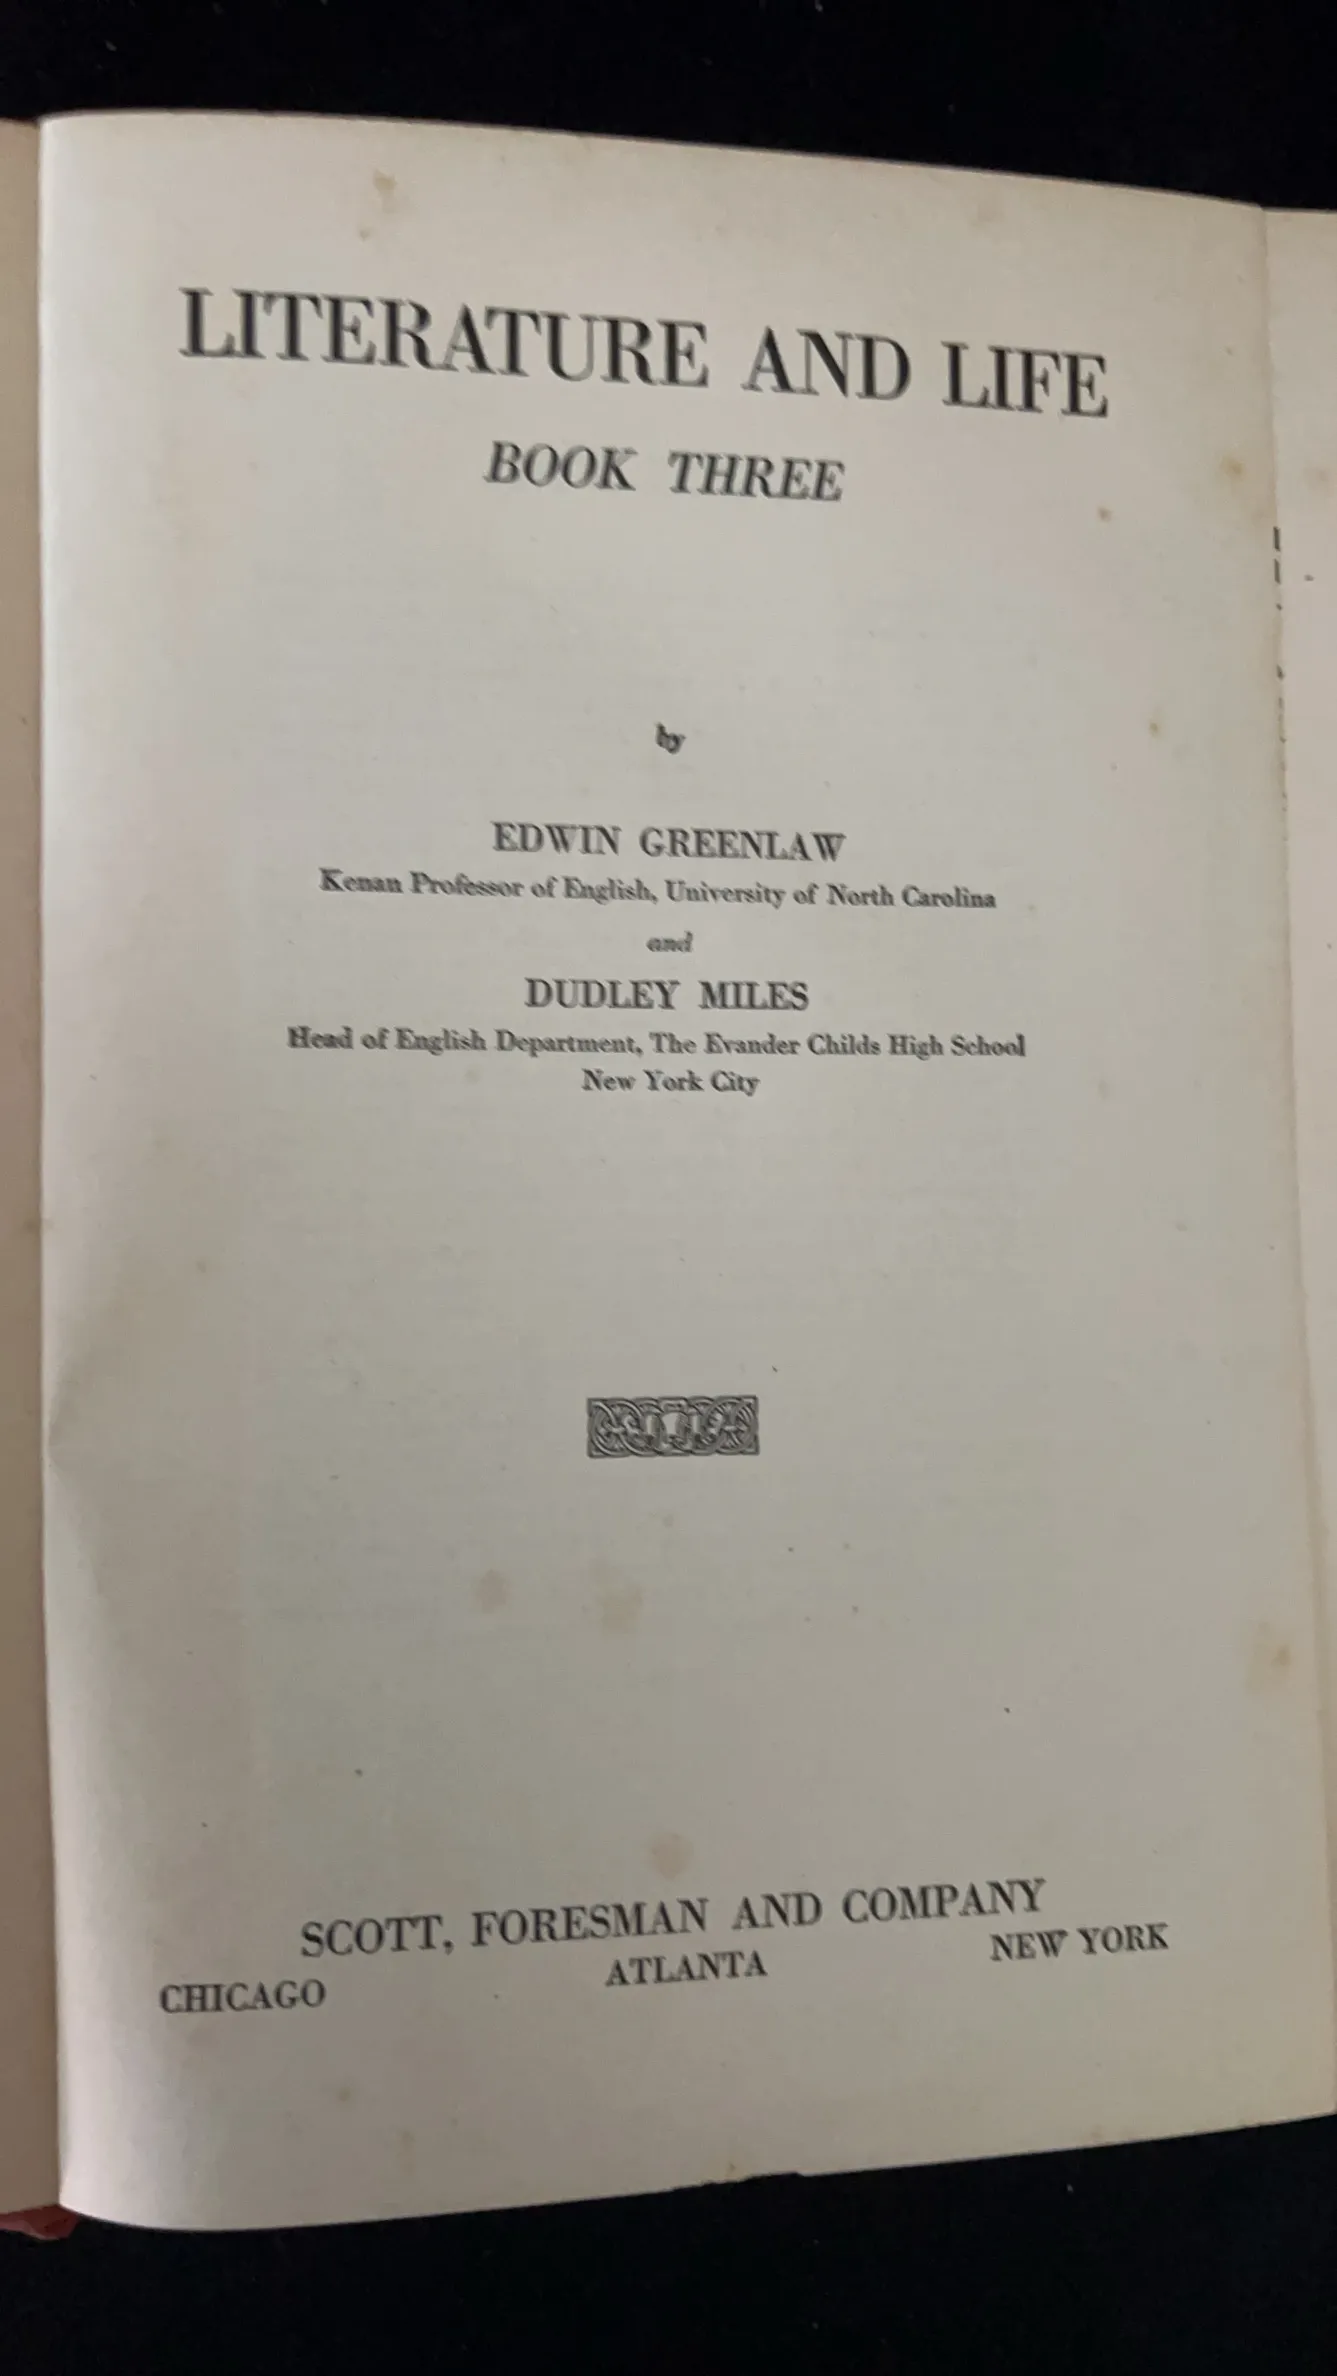 LITERATURE AND LIFE
BOOK THREE
by
EDWIN GREENLAW
Kenan Professor of English, University of North Carolina
and
DUDLEY MILES
Head of English Department, The Evander Childs High School
New York City
SCOTT, FORESMAN AND COMPANY
CHICAGO ATLANTA NEW YORK